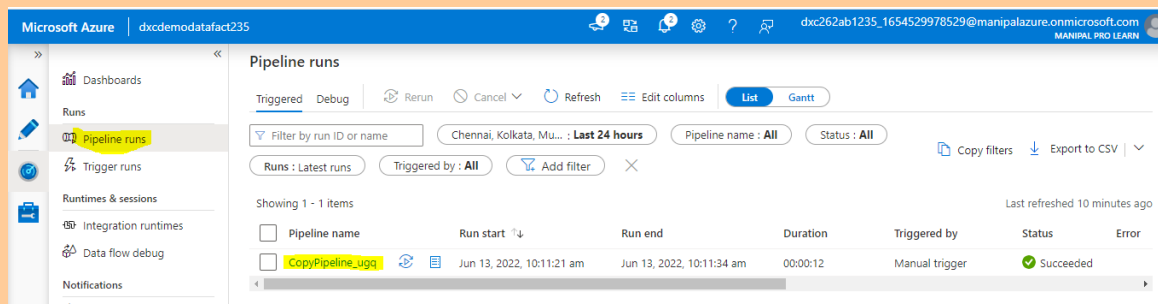 Microsoft Azure | dxcdemodatafact235
2
2
dxc262ab1235_1654529978529@manipalazure.onmicrosoft.com
MANIPAL PRO LEARN
» «
Dashboards
Runs
Pipeline runs
Trigger runs
Runtimes & sessions
Integration runtimes
Data flow debug
Notifications
Pipeline runs
Triggered Debug Rerun Cancel Refresh Edit columns List Gantt
Filter by run ID or name Chennai, Kolkata, Mu... : Last 24 hours Pipeline name : All Status : All
Runs : Latest runs Triggered by : All Add filter
Copy filters Export to CSV
Showing 1 - 1 items Last refreshed 10 minutes ago
Pipeline name Run start ↑↓ Run end Duration Triggered by Status Error
CopyPipeline_ugq Jun 13, 2022, 10:11:21 am Jun 13, 2022, 10:11:34 am 00:00:12 Manual trigger Succeeded